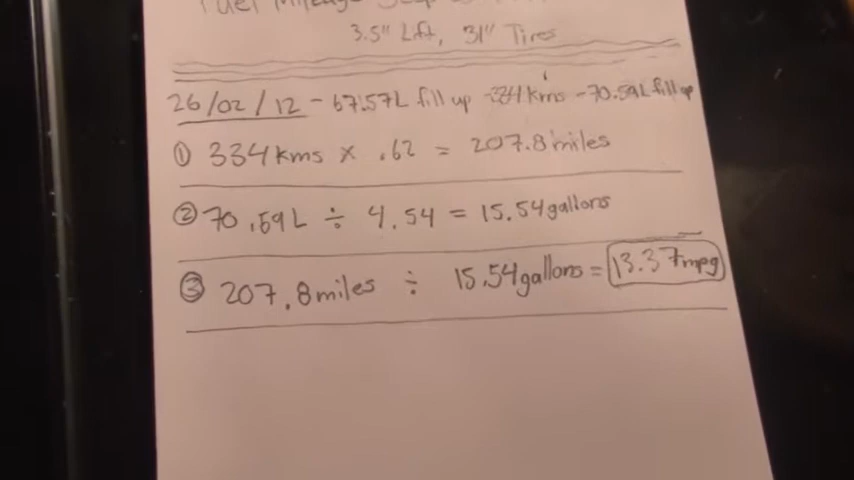 Fuel Mileage
3.5" Lift, 31" Tires
26/02/12 - 67.57L fill up - 334 kms - 70.59L fill up
① 334 kms × .62 = 207.8 miles
② 70.59L ÷ 4.54 = 15.54 gallons
③ 207.8 miles ÷ 15.54 gallons = 13.37 mpg